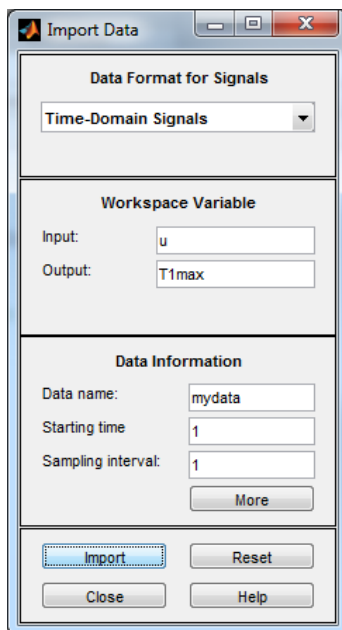 Import Data
Data Format for Signals
Time-Domain Signals
Workspace Variable
Input: u
Output: T1max
Data Information
Data name: mydata
Starting time 1
Sampling interval: 1
More
Import Reset
Close Help